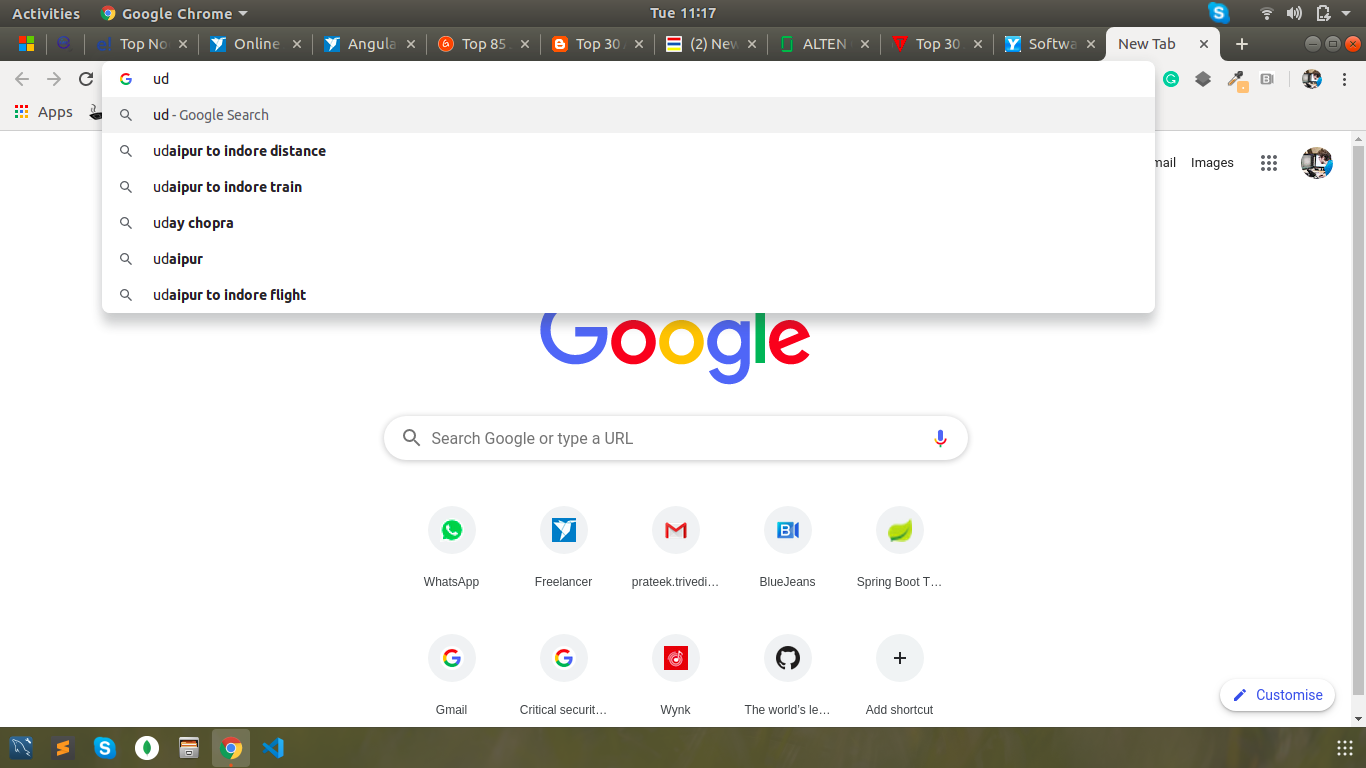 Activities
Google Chrome
Tue 11:17
Top No
Online
Angula
Top 85
Top 30
(2) New
ALTEN
Top 30
Softwa
New Tab
ud
Apps
ud - Google Search
udaipur to indore distance
udaipur to indore train
uday chopra
udaipur
udaipur to indore flight
mail
Images
Google
Search Google or type a URL
WhatsApp
Freelancer
prateek.trivedi…
BlueJeans
Spring Boot T…
Gmail
Critical securit…
Wynk
The world's le…
Add shortcut
Customise